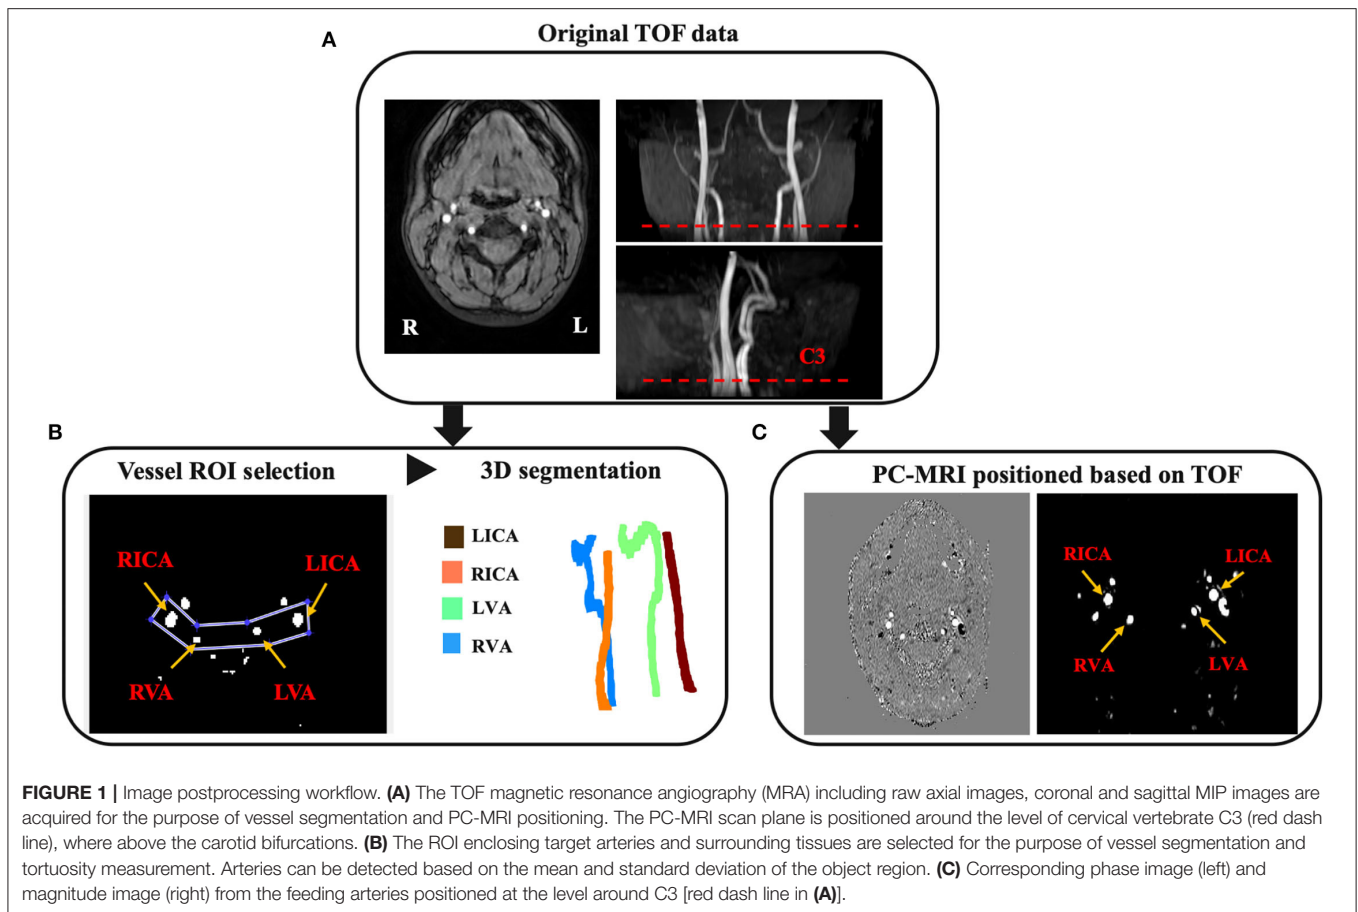 A
Original TOF data
R
L
C3
B
Vessel ROI selection
3D segmentation
RICA
LICA
RVA
LVA
LICA
RICA
LVA
RVA
C
PC-MRI positioned based on TOF
RICA
LICA
RVA
LVA
FIGURE 1 | Image postprocessing workflow. (A) The TOF magnetic resonance angiography (MRA) including raw axial images, coronal and sagittal MIP images are
acquired for the purpose of vessel segmentation and PC-MRI positioning. The PC-MRI scan plane is positioned around the level of cervical vertebrate C3 (red dash
line), where above the carotid bifurcations. (B) The ROI enclosing target arteries and surrounding tissues are selected for the purpose of vessel segmentation and
tortuosity measurement. Arteries can be detected based on the mean and standard deviation of the object region. (C) Corresponding phase image (left) and
magnitude image (right) from the feeding arteries positioned at the level around C3 [red dash line in (A)].